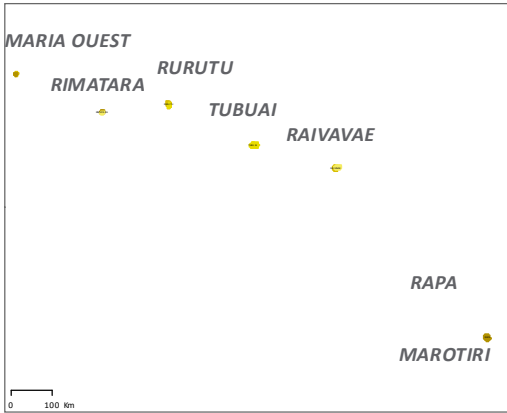 MARIA OUEST
RURUTU
RIMATARA
TUBUAI
RAIVAVAE
RAPA
MAROTIRI
0 100 Km